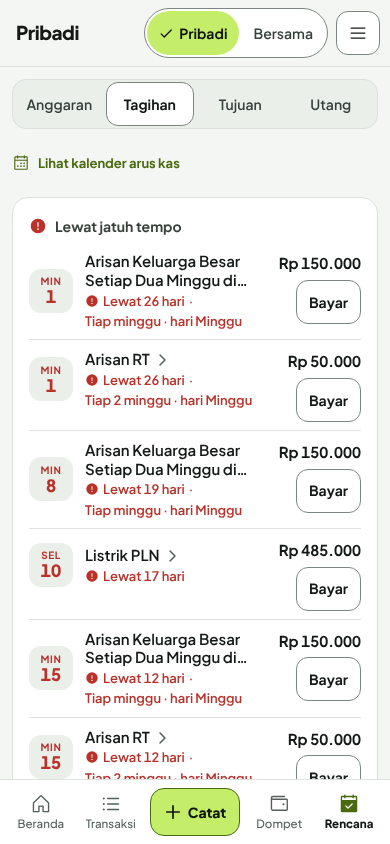 Pribadi
Pribadi
Bersama
Anggaran
Tagihan
Tujuan
Utang
Lihat kalender arus kas
Lewat jatuh tempo
MIN
1
Arisan Keluarga Besar
Setiap Dua Minggu di...
Lewat 26 hari ·
Tiap minggu · hari Minggu
Rp 150.000
Bayar
MIN
1
Arisan RT
Lewat 26 hari ·
Tiap 2 minggu · hari Minggu
Rp 50.000
Bayar
MIN
8
Arisan Keluarga Besar
Setiap Dua Minggu di...
Lewat 19 hari ·
Tiap minggu · hari Minggu
Rp 150.000
Bayar
SEL
10
Listrik PLN
Lewat 17 hari
Rp 485.000
Bayar
MIN
15
Arisan Keluarga Besar
Setiap Dua Minggu di...
Lewat 12 hari ·
Tiap minggu · hari Minggu
Rp 150.000
Bayar
MIN
15
Arisan RT
Lewat 12 hari ·
Tiap 2 minggu · hari Minggu
Rp 50.000
Bayar
Beranda
Transaksi
Catat
Dompet
Rencana